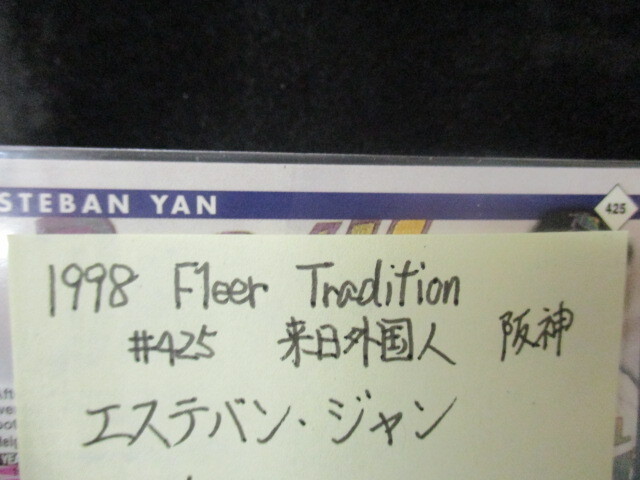 STEBAN YAN
425
1998 Fleer Tradition
#425 来日外国人 阪神
エステバン・ジャン